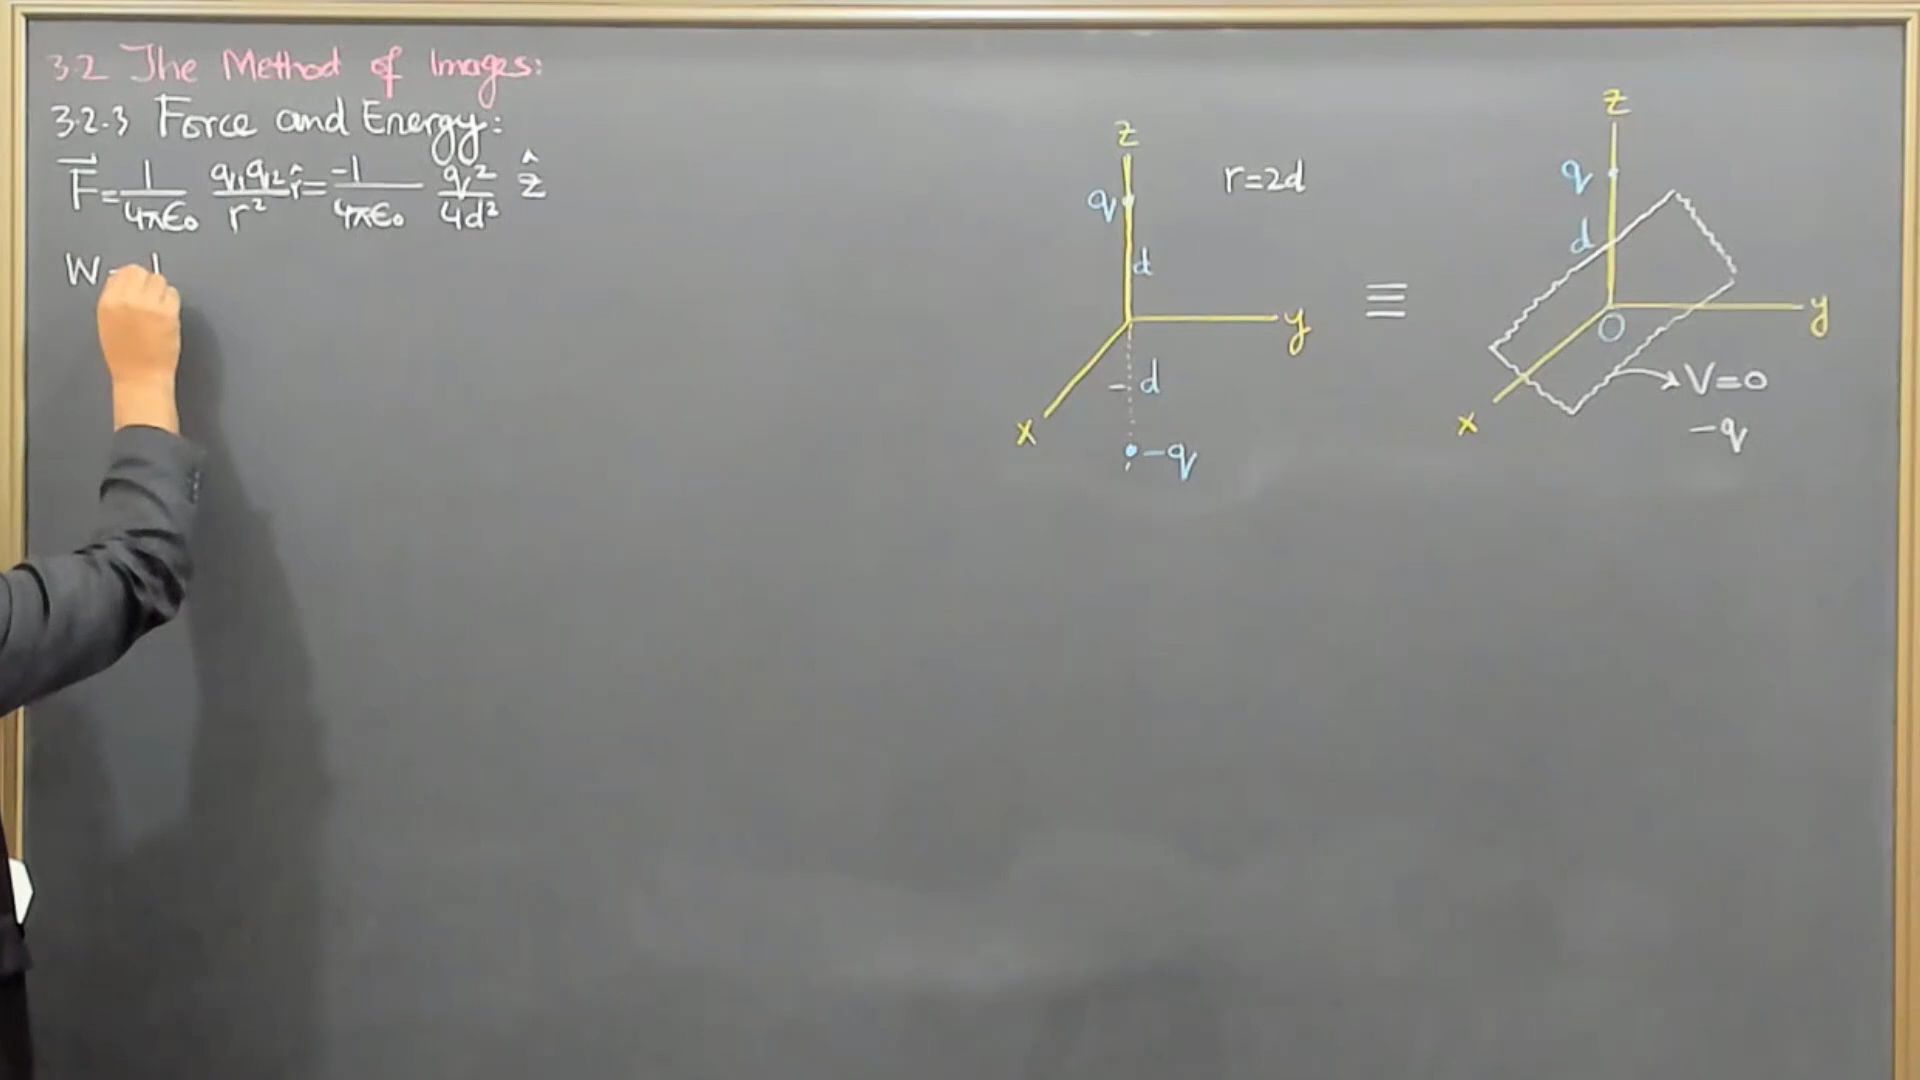 3.2 The Method of Images:
3.2.3 Force and Energy:
F⃗ = 1/4πϵ₀ q₁q₂/r² r̂ = -1/4πϵ₀ q²/4d² ẑ
W = 1
z
q
d
r=2d
y
x
d
-q
≡
z
q
d
y
O
x
V=0
-q